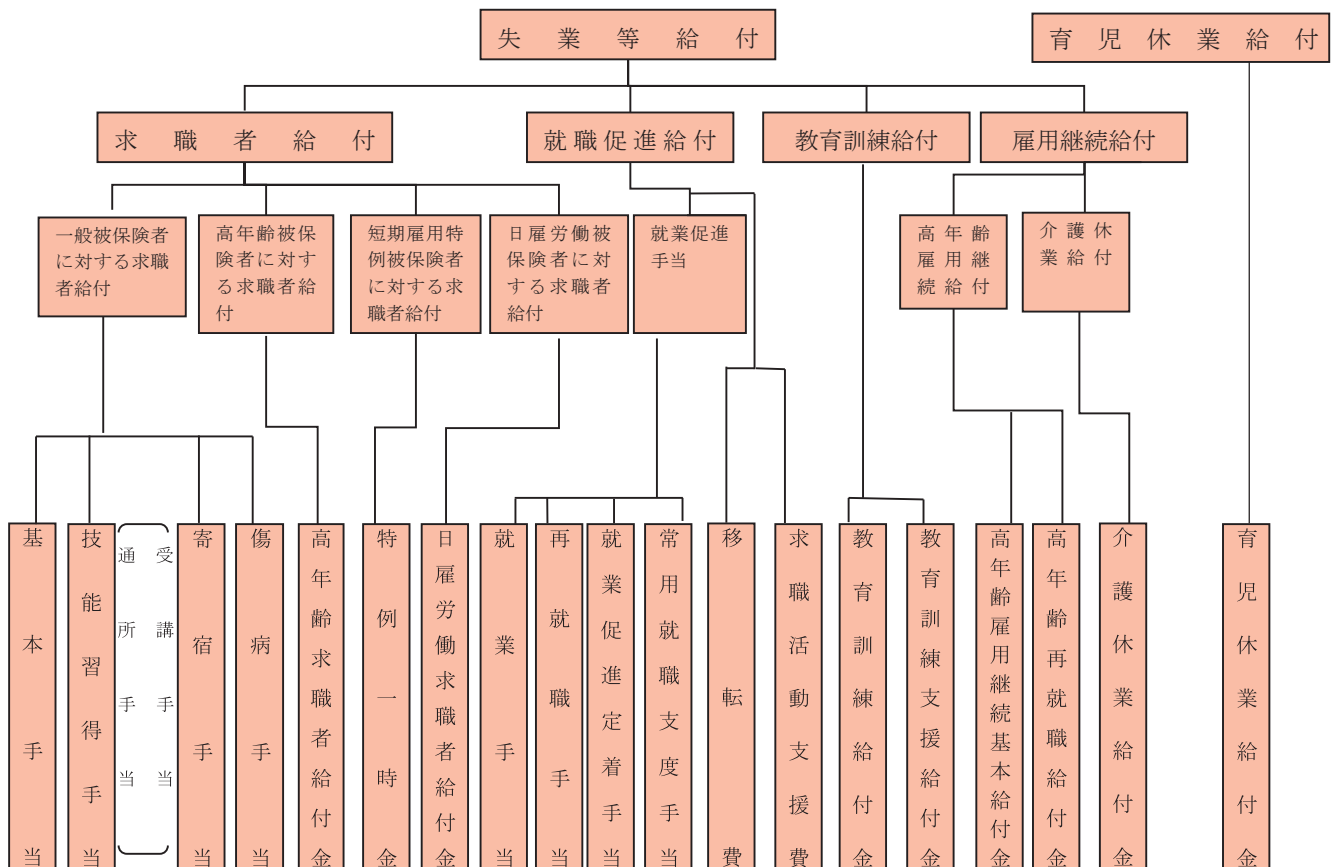 失業等給付
育児休業給付
求職者給付
就職促進給付
教育訓練給付
雇用継続給付
一般被保険者
に対する求職
者給付
高年齢被保
険者に対す
る求職者給
付
短期雇用特
例被保険者
に対する求
職者給付
日雇労働被
保険者に対
する求職者
給付
就業促進
手当
高年齢
雇用継
続給付
介護休
業給付
基本手当
技能習得手当
受講手当
通所手当
寄宿手当
傷病手当
高年齢求職者給付金
特例一時金
日雇労働求職者給付金
就業手当
再就職手当
就業促進定着手当
常用就職支度手当
移転費
求職活動支援費
教育訓練給付金
教育訓練支援給付金
高年齢雇用継続基本給付金
高年齢再就職給付金
介護休業給付金
育児休業給付金